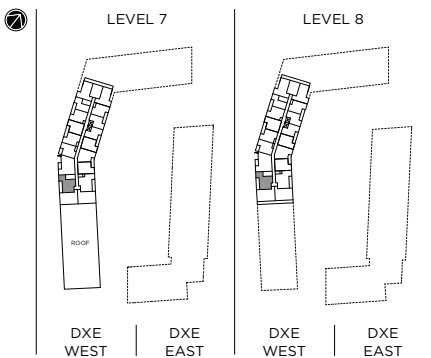 LEVEL 7
LEVEL 8
ROOF
DXE
WEST
DXE
EAST
DXE
WEST
DXE
EAST